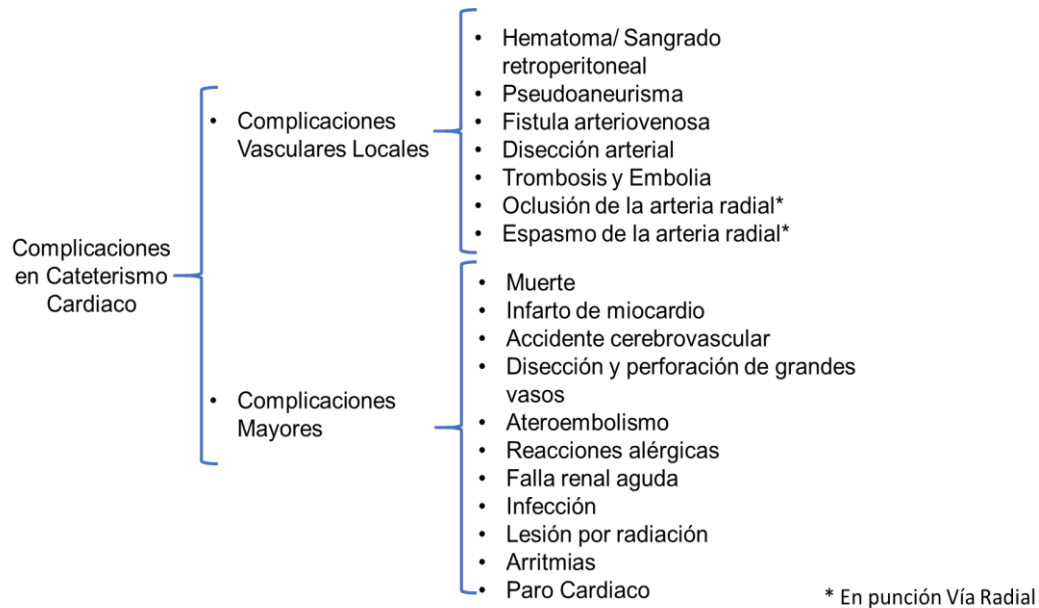 Complicaciones
en Cateterismo
Cardiaco
• Complicaciones
Vasculares Locales
• Hematoma/ Sangrado
retroperitoneal
• Pseudoaneurisma
• Fistula arteriovenosa
• Disección arterial
• Trombosis y Embolia
• Oclusión de la arteria radial*
• Espasmo de la arteria radial*
• Complicaciones
Mayores
• Muerte
• Infarto de miocardio
• Accidente cerebrovascular
• Disección y perforación de grandes
vasos
• Ateroembolismo
• Reacciones alérgicas
• Falla renal aguda
• Infección
• Lesión por radiación
• Arritmias
• Paro Cardiaco
* En punción Vía Radial